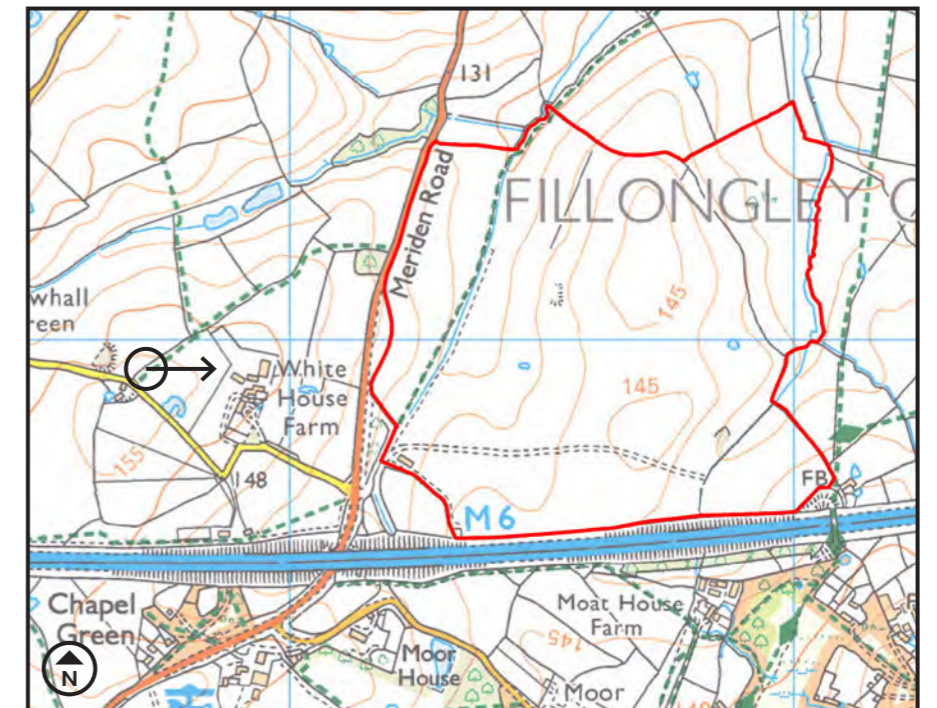 131
Meriden Road
FILLONGLEY C
145
whall
reen
White
House
Farm
145
155
148
FB
M6
Chapel
Green
Moat House
Farm
145
Moor
House
Moor
N